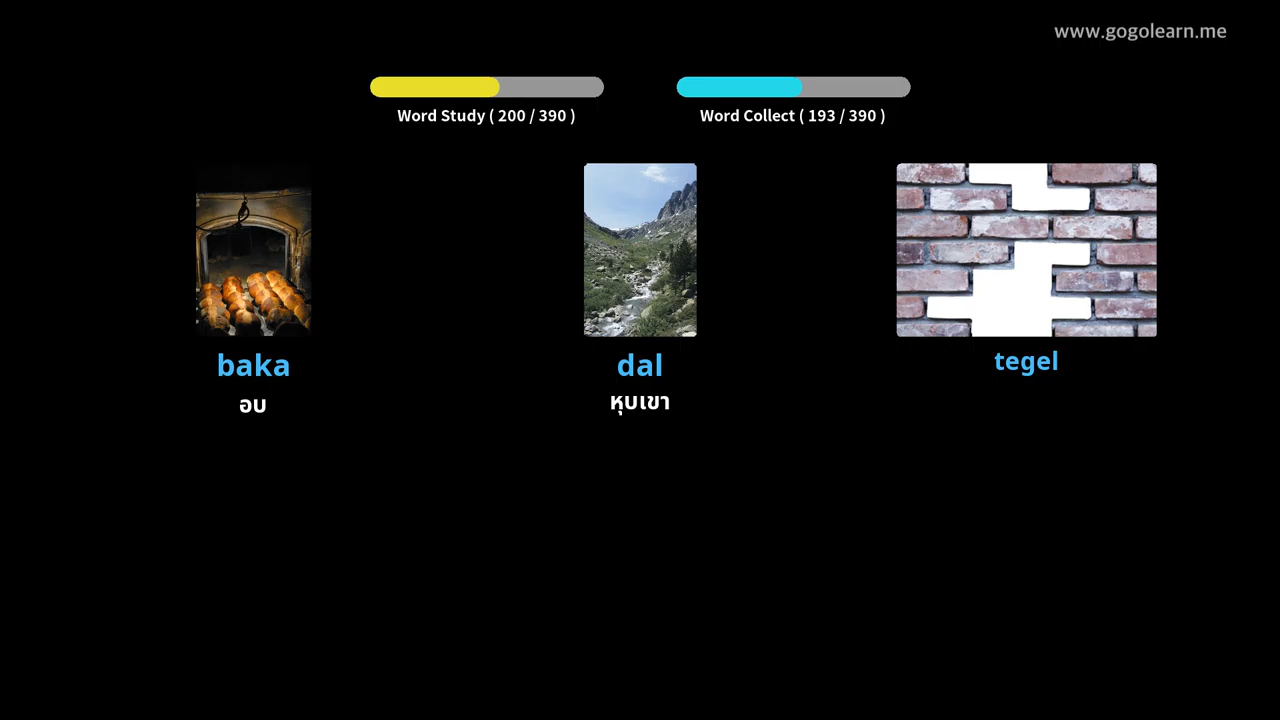 www.gogolearn.me
Word Study ( 200 / 390 )
Word Collect ( 193 / 390 )
baka
อบ
dal
หุบเขา
tegel